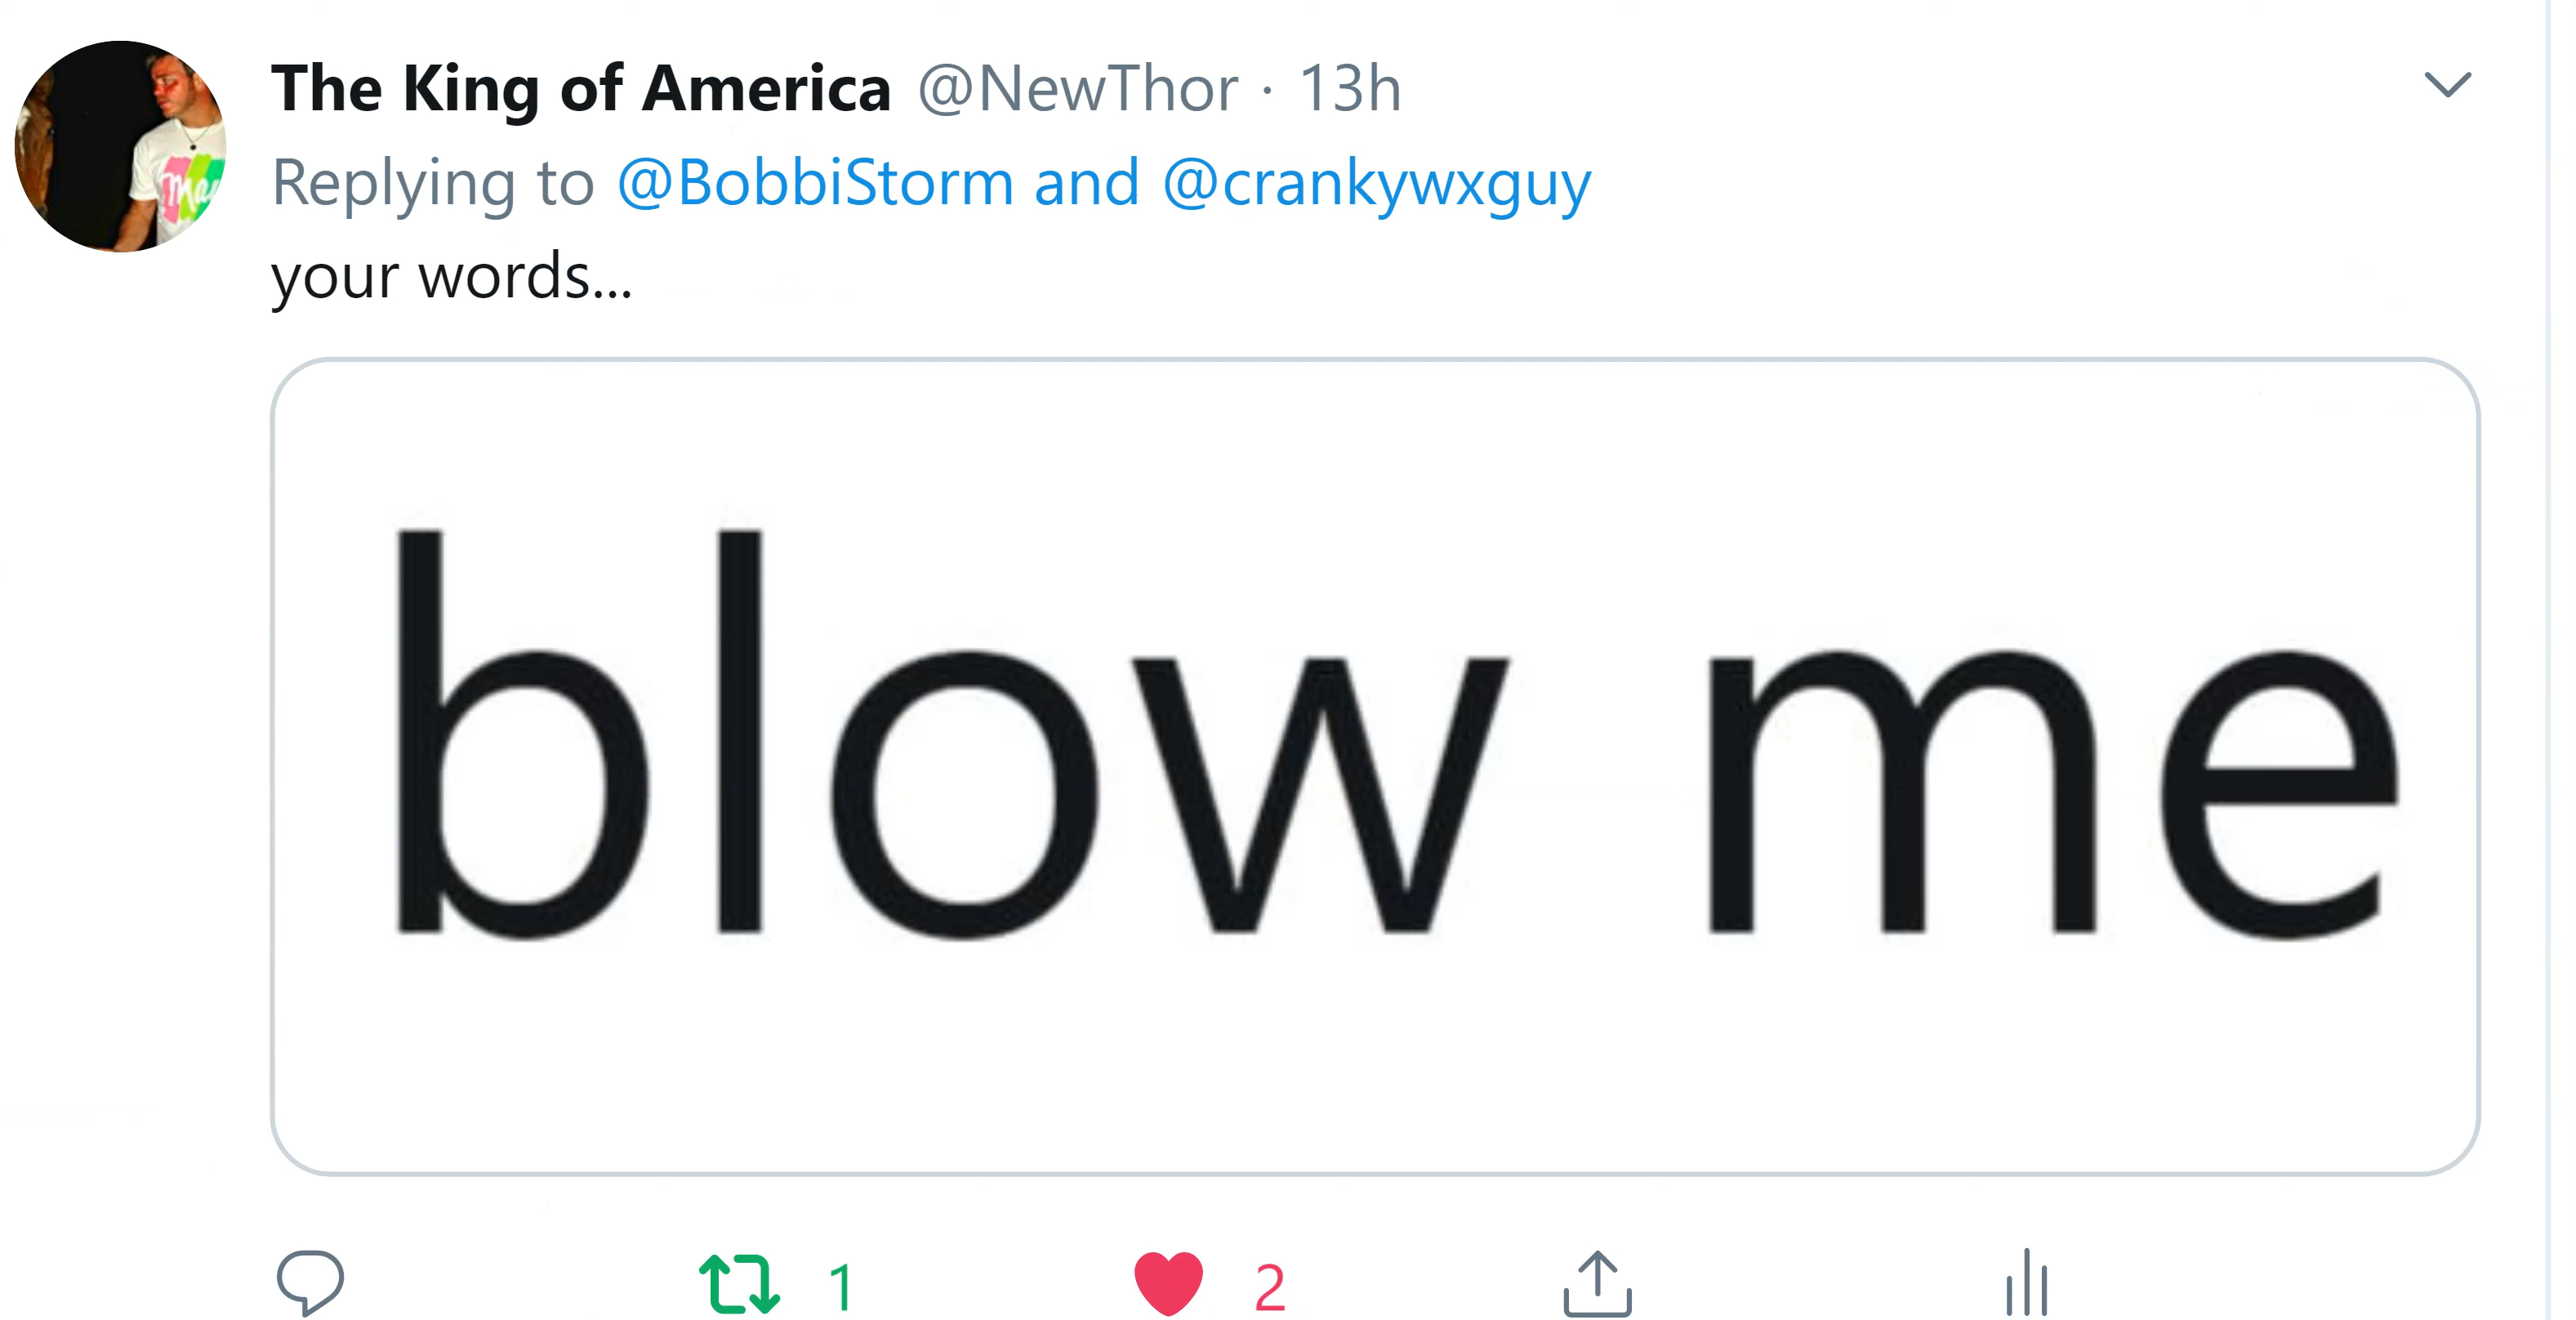 The King of America @NewThor · 13h
Replying to @BobbiStorm and @crankywxguy
your words...
blow me
1 2